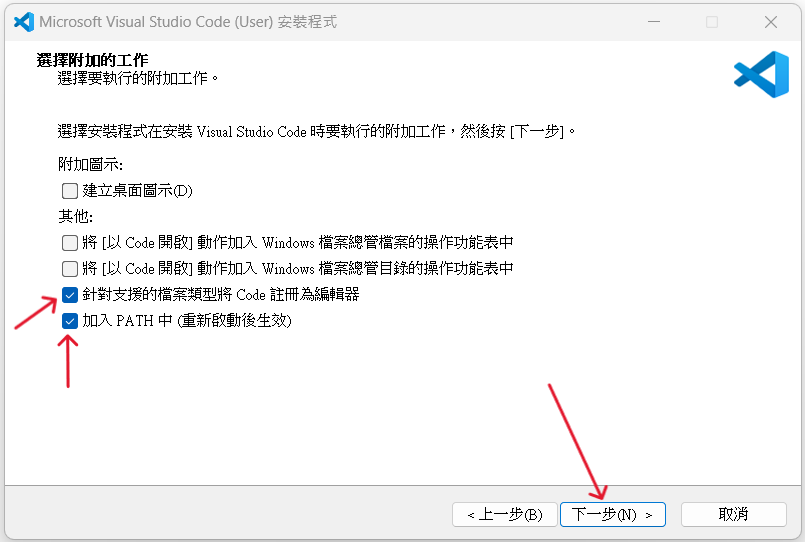 Microsoft Visual Studio Code (User) 安裝程式
選擇附加的工作
選擇要執行的附加工作。
選擇安裝程式在安裝 Visual Studio Code 時要執行的附加工作，然後按 [下一步]。
附加圖示:
建立桌面圖示(D)
其他:
將 [以 Code 開啟] 動作加入 Windows 檔案總管檔案的操作功能表中
將 [以 Code 開啟] 動作加入 Windows 檔案總管目錄的操作功能表中
針對支援的檔案類型將 Code 註冊為編輯器
加入 PATH 中 (重新啟動後生效)
< 上一步(B) 下一步(N) > 取消